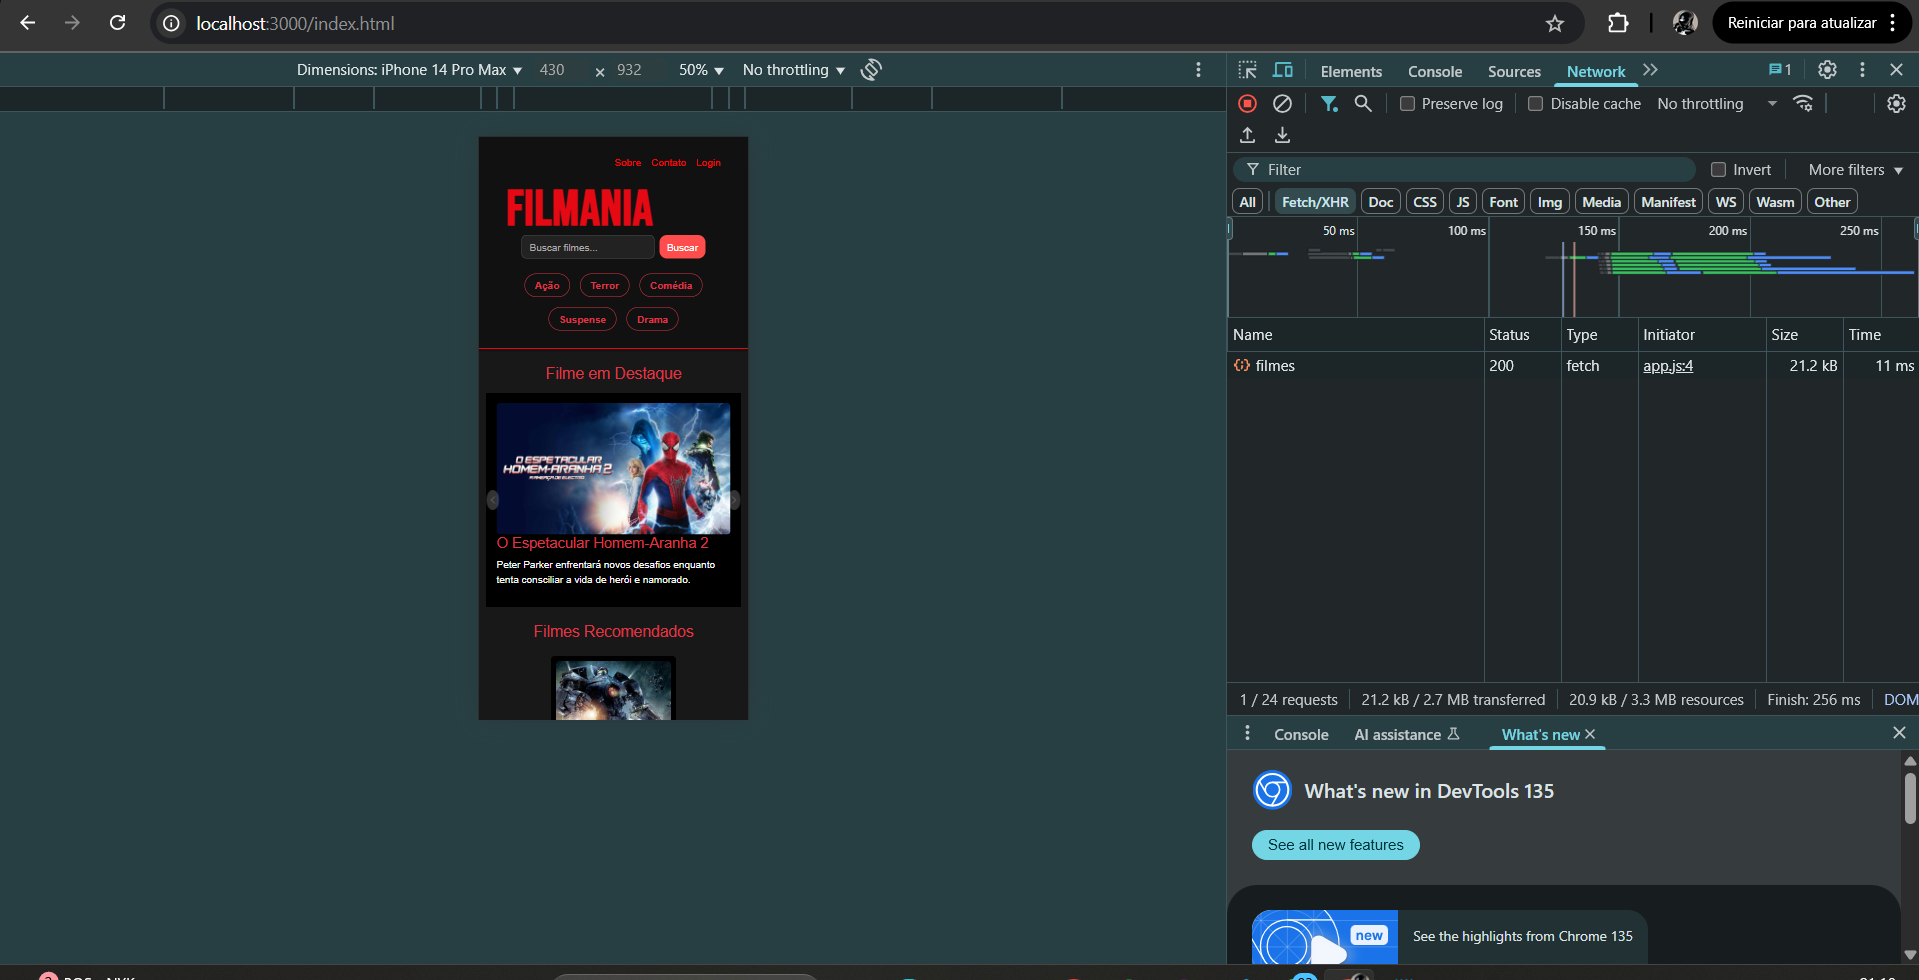 localhost:3000/index.html
Reiniciar para atualizar
Dimensions: iPhone 14 Pro Max 430 × 932 50% No throttling
Sobre Contato Login
FILMANIA
Buscar filmes... Buscar
Ação Terror Comédia
Suspense Drama
Filme em Destaque
O ESPETACULAR
HOMEM-ARANHA 2
A AMEAÇA DE ELECTRO
O Espetacular Homem-Aranha 2
Peter Parker enfrentará novos desafios enquanto
tenta consciliar a vida de herói e namorado.
Filmes Recomendados
Elements Console Sources Network 1
Preserve log Disable cache No throttling
Filter Invert More filters
All Fetch/XHR Doc CSS JS Font Img Media Manifest WS Wasm Other
50 ms 100 ms 150 ms 200 ms 250 ms
Name Status Type Initiator Size Time
filmes 200 fetch app.js:4 21.2 kB 11 ms
1 / 24 requests 21.2 kB / 2.7 MB transferred 20.9 kB / 3.3 MB resources Finish: 256 ms DOM
Console AI assistance What's new
What's new in DevTools 135
See all new features
new
See the highlights from Chrome 135